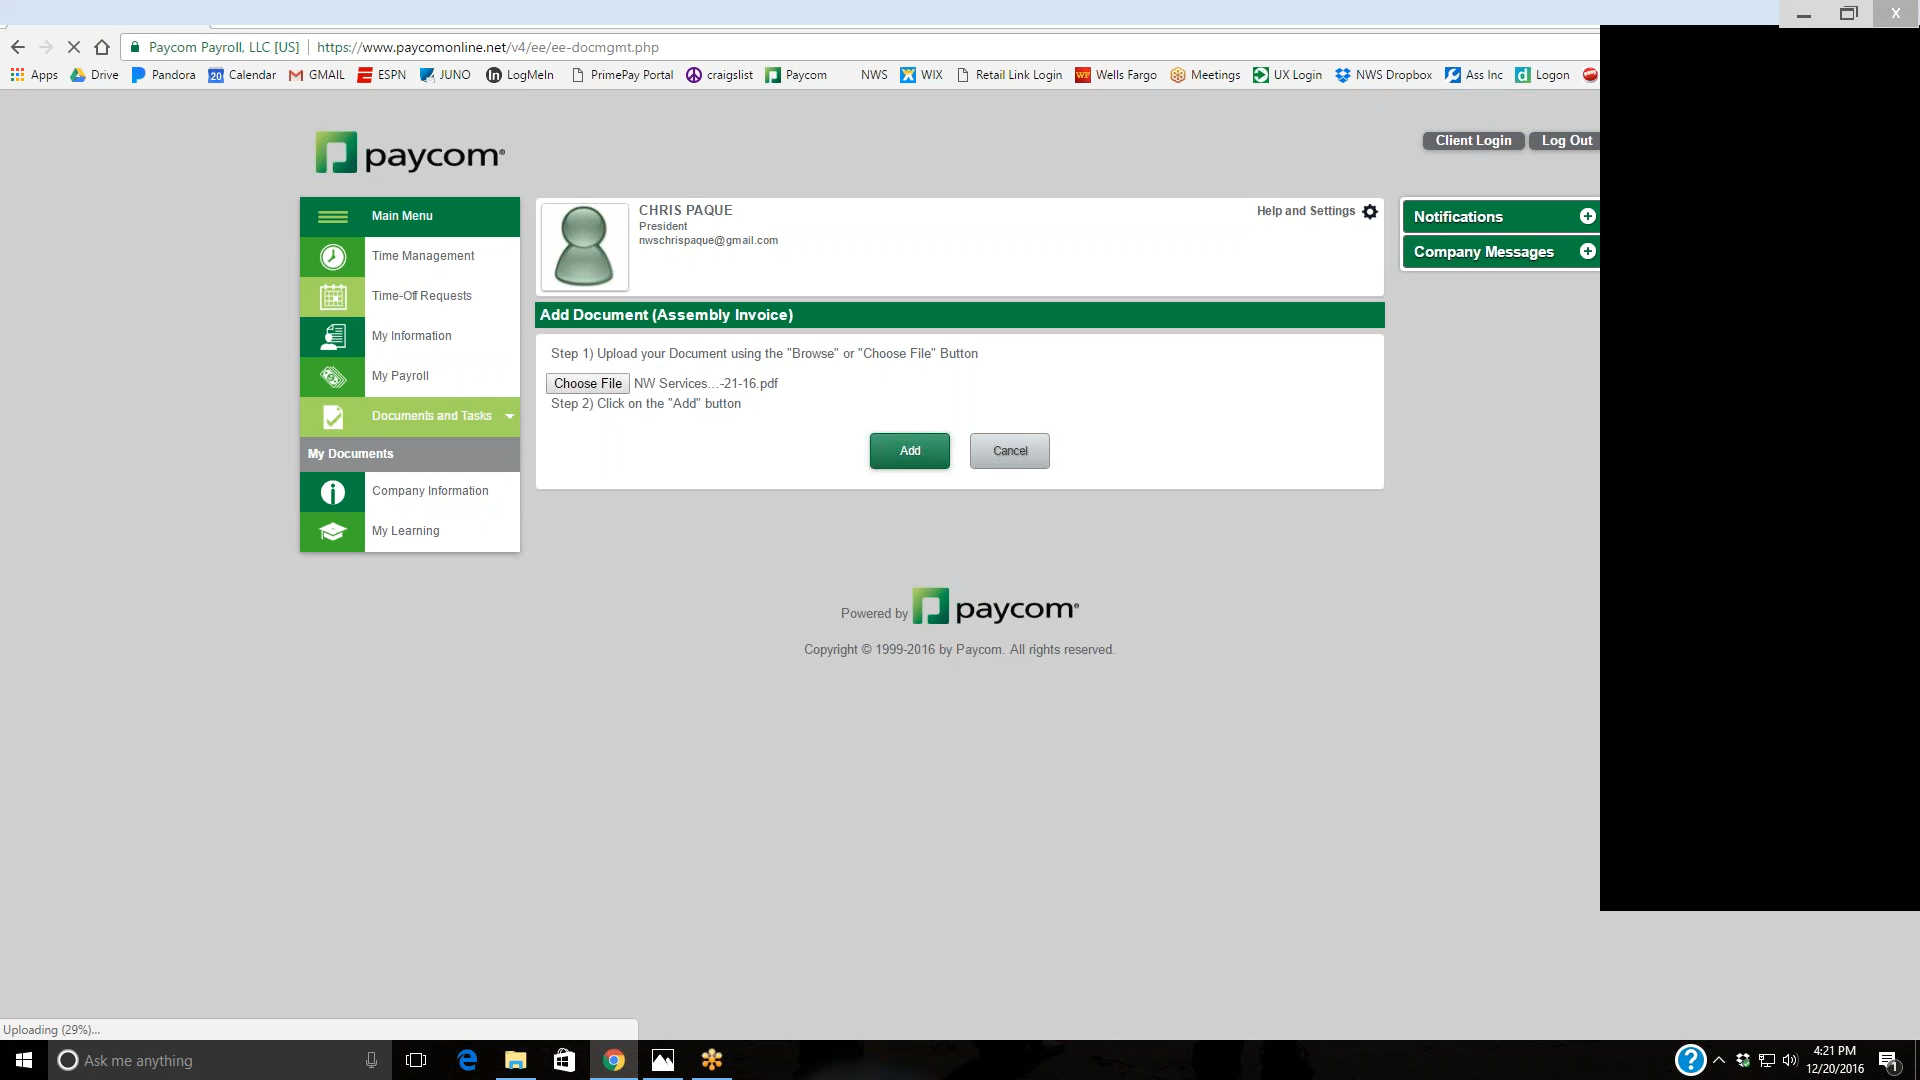 X
Paycom Payroll, LLC [US] https://www.paycomonline.net/v4/ee/ee-docmgmt.php
Apps Drive Pandora 20 Calendar GMAIL ESPN JUNO LogMeIn PrimePay Portal craigslist Paycom NWS WIX Retail Link Login WF Wells Fargo Meetings UX Login NWS Dropbox Ass Inc d Logon
paycom®
Client Login Log Out
Main Menu
Time Management
Time-Off Requests
My Information
My Payroll
Documents and Tasks
My Documents
Company Information
My Learning
CHRIS PAQUE
President
nwschrispaque@gmail.com
Help and Settings
Notifications
Company Messages
Add Document (Assembly Invoice)
Step 1) Upload your Document using the "Browse" or "Choose File" Button
Choose File NW Services...-21-16.pdf
Step 2) Click on the "Add" button
Add Cancel
Powered by paycom®
Copyright © 1999-2016 by Paycom. All rights reserved.
Uploading (29%)...
Ask me anything
4:21 PM
12/20/2016
1